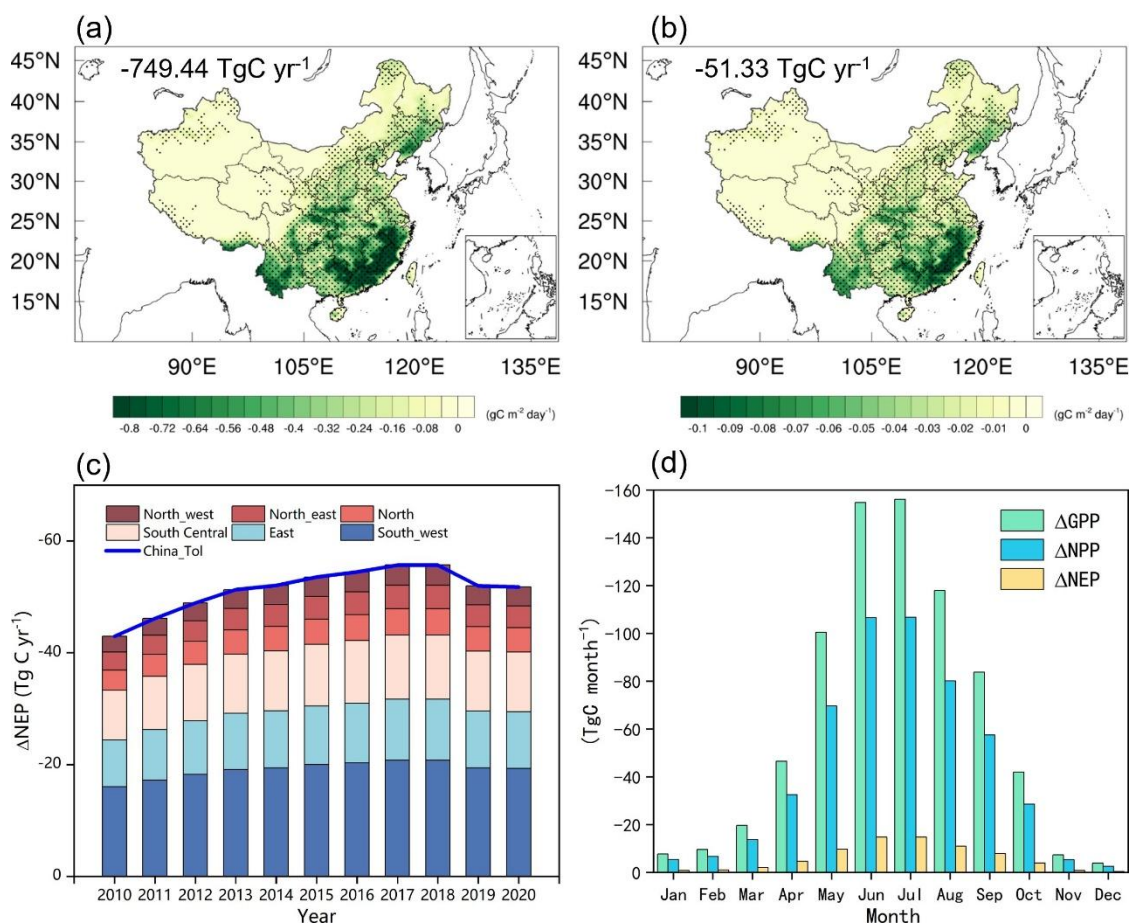 (a)
(b)
-749.44 TgC yr⁻¹
-51.33 TgC yr⁻¹
45°N
40°N
35°N
30°N
25°N
20°N
15°N
45°N
40°N
35°N
30°N
25°N
20°N
15°N
90°E 105°E 120°E 135°E
90°E 105°E 120°E 135°E
-0.8 -0.72 -0.64 -0.56 -0.48 -0.4 -0.32 -0.24 -0.16 -0.08 0
(gC m⁻² day⁻¹)
-0.1 -0.09 -0.08 -0.07 -0.06 -0.05 -0.04 -0.03 -0.02 -0.01 0
(gC m⁻² day⁻¹)
(c)
North_west North_east North
South Central East South_west
China_Tol
ΔNEP (Tg C yr⁻¹)
-60
-40
-20
0
2010 2011 2012 2013 2014 2015 2016 2017 2018 2019 2020
Year
(d)
ΔGPP
ΔNPP
ΔNEP
(TgC month⁻¹)
-160
-140
-120
-100
-80
-60
-40
-20
0
Jan Feb Mar Apr May Jun Jul Aug Sep Oct Nov Dec
Month